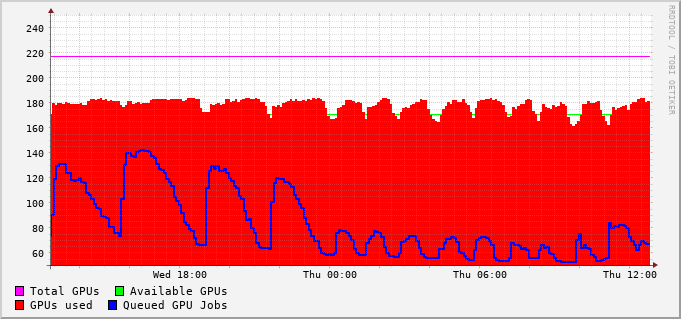 240
220
200
180
160
140
120
100
80
60
Wed 18:00 Thu 00:00 Thu 06:00 Thu 12:00
Total GPUs Available GPUs
GPUs used Queued GPU Jobs
RRDTOOL / TOBI OETIKER